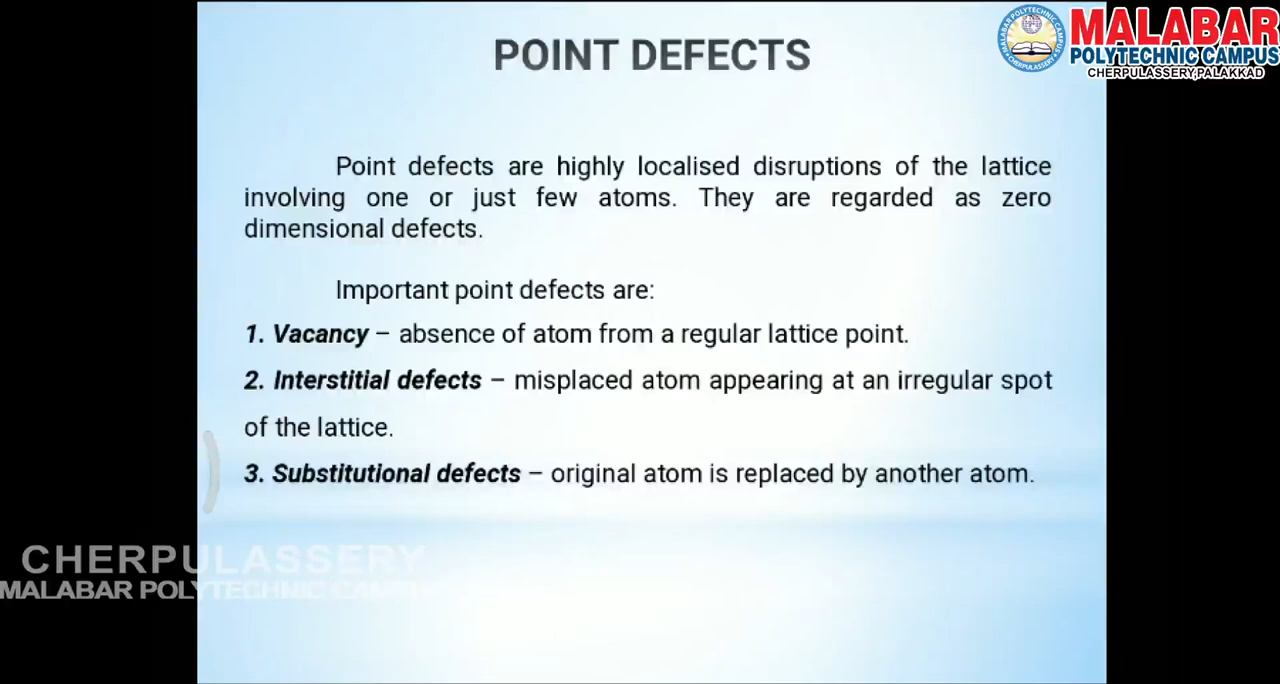 POINT DEFECTS
MALABAR
POLYTECHNIC CAMPUS
CHERPULASSERY,PALAKKAD
Point defects are highly localised disruptions of the lattice
involving one or just few atoms. They are regarded as zero
dimensional defects.
Important point defects are:
1. Vacancy – absence of atom from a regular lattice point.
2. Interstitial defects – misplaced atom appearing at an irregular spot
of the lattice.
3. Substitutional defects – original atom is replaced by another atom.
CHERPULASSERY
MALABAR POLYTECHNIC CAMPUS